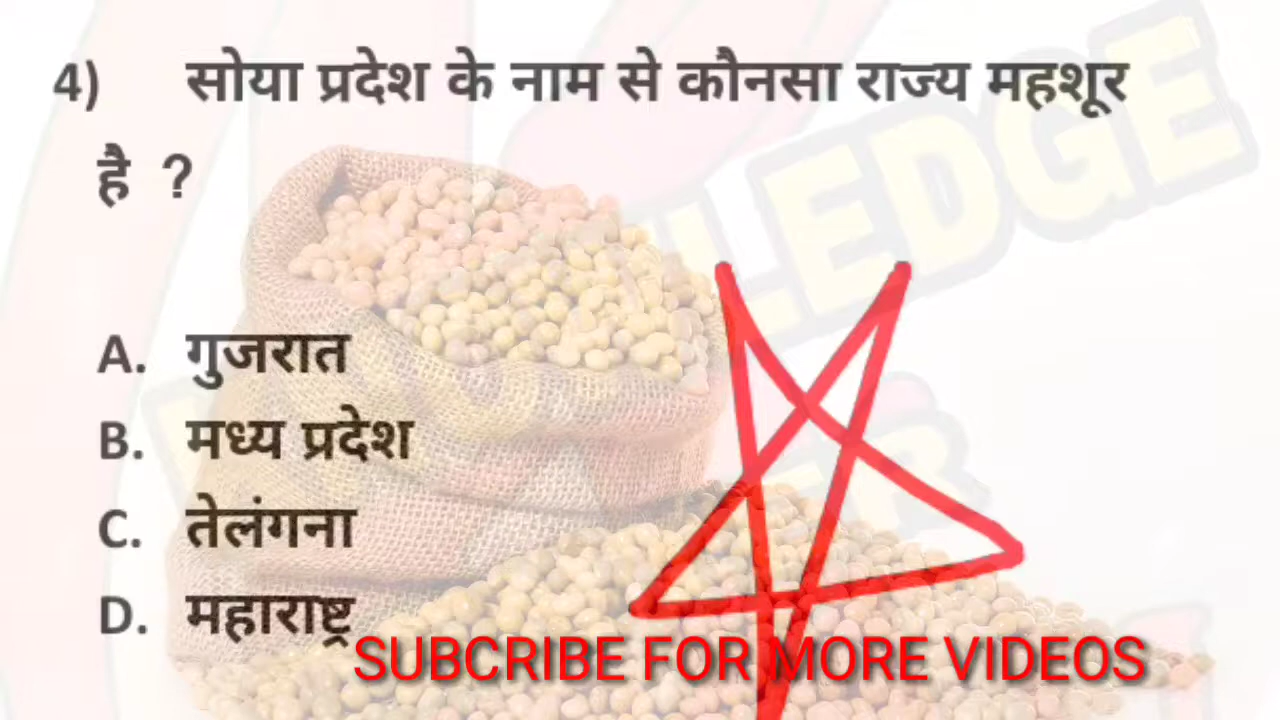 4) सोया प्रदेश के नाम से कौनसा राज्य महशूर
है ?
A. गुजरात
B. मध्य प्रदेश
C. तेलंगना
D. महाराष्ट्र
SUBCRIBE FOR MORE VIDEOS